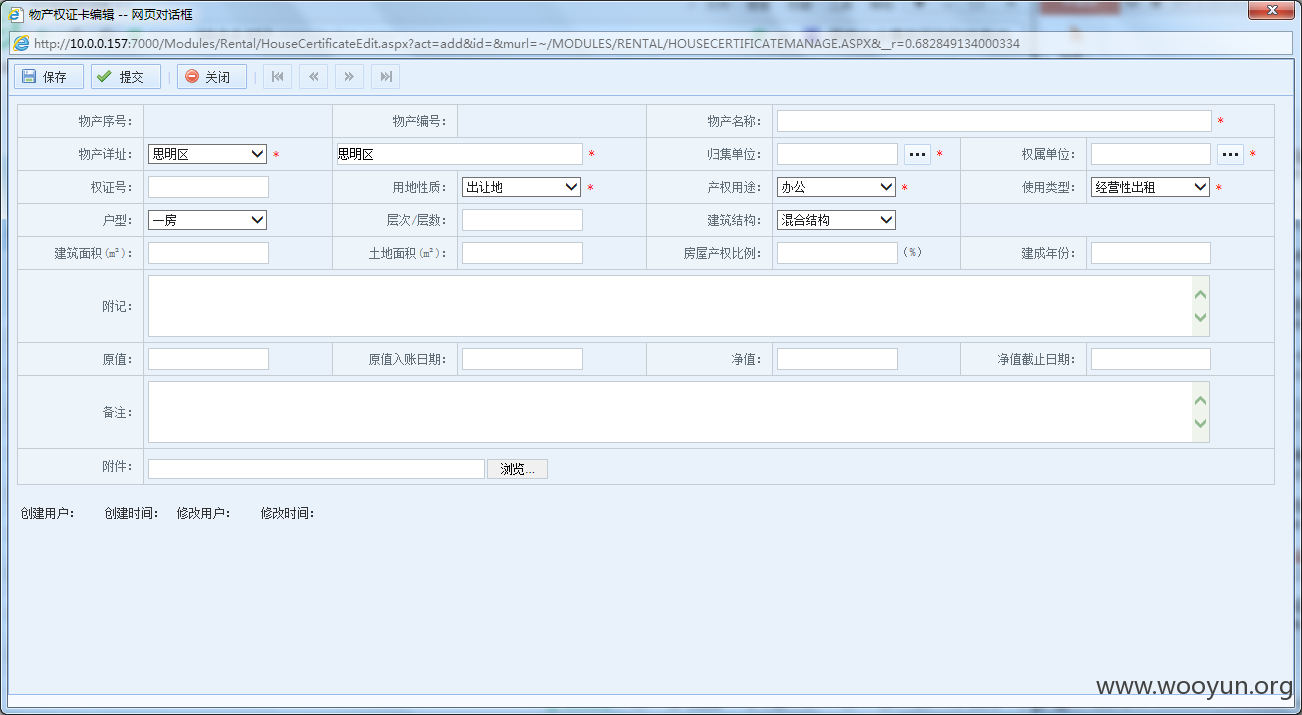 物产权证卡编辑 -- 网页对话框
http://10.0.0.157:7000/Modules/Rental/HouseCertificateEdit.aspx?act=add&id=&murl=~/MODULES/RENTAL/HOUSECERTIFICATEMANAGE.ASPX&__r=0.682849134000334
保存 提交 关闭
物产序号: 物产编号: 物产名称: *
物产详址: 思明区 * 思明区 * 归集单位: ... * 权属单位: ... *
权证号: 用地性质: 出让地 * 产权用途: 办公 * 使用类型: 经营性出租 *
户型: 一房 层次/层数: 建筑结构: 混合结构
建筑面积(㎡): 土地面积(㎡): 房屋产权比例: (%) 建成年份:
附记:
原值: 原值入账日期: 净值: 净值截止日期:
备注:
附件: 浏览...
创建用户: 创建时间: 修改用户: 修改时间:
www.wooyun.org